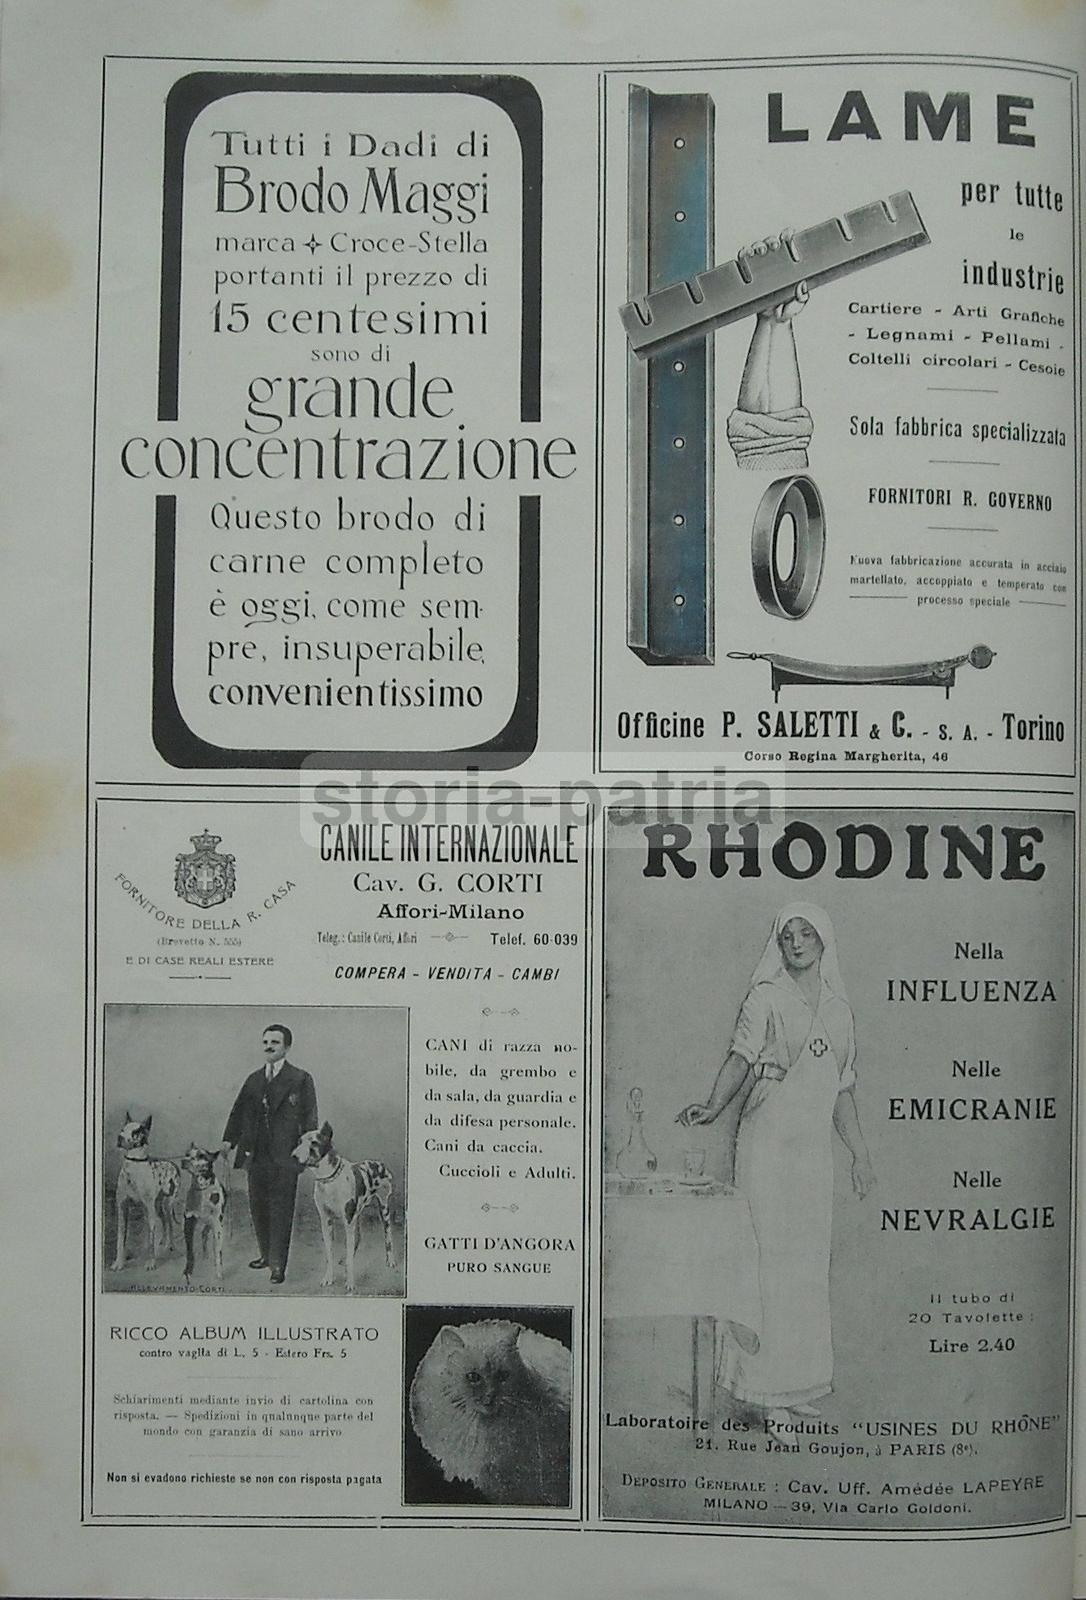 Tutti i Dadi di
Brodo Maggi
marca Croce-Stella
portanti il prezzo di
15 centesimi
sono di
grande
concentrazione
Questo brodo di
carne completo
è oggi, come sem-
pre, insuperabile,
convenientissimo
LAME
per tutte
le
industrie
Cartiere - Arti Grafiche
- Legnami - Pellami -
Coltelli circolari - Cesoie
Sola fabbrica specializzata
FORNITORI R. GOVERNO
Nuova fabbricazione accurata in acciaio
martellato, accoppiato e temperato con
processo speciale
Officine P. SALETTI & C. - S. A. - Torino
Corso Regina Margherita, 46
storia-patria
FORNITORE DELLA R. CASA
(Brevetto N. 555)
E DI CASE REALI ESTERE
CANILE INTERNAZIONALE
Cav. G. CORTI
Affori-Milano
Teleg.: Canile Corti, Affori Telef. 60-039
COMPERA - VENDITA - CAMBI
CANI di razza no-
bile, da grembo e
da sala, da guardia e
da difesa personale.
Cani da caccia.
Cuccioli e Adulti.
GATTI D'ANGORA
PURO SANGUE
ALLEVAMENTO CORTI
RICCO ALBUM ILLUSTRATO
contro vaglia di L. 5 - Estero Frs. 5
Schiarimenti mediante invio di cartolina con
risposta. — Spedizioni in qualunque parte del
mondo con garanzia di sano arrivo
Non si evadono richieste se non con risposta pagata
RHODINE
Nella
INFLUENZA
Nelle
EMICRANIE
Nelle
NEVRALGIE
Il tubo di
20 Tavolette :
Lire 2.40
Laboratoire des Produits "USINES DU RHÔNE"
21. Rue Jean Goujon, à PARIS (8e).
DEPOSITO GENERALE : Cav. Uff. Amédée LAPEYRE
MILANO — 39, Via Carlo Goldoni.